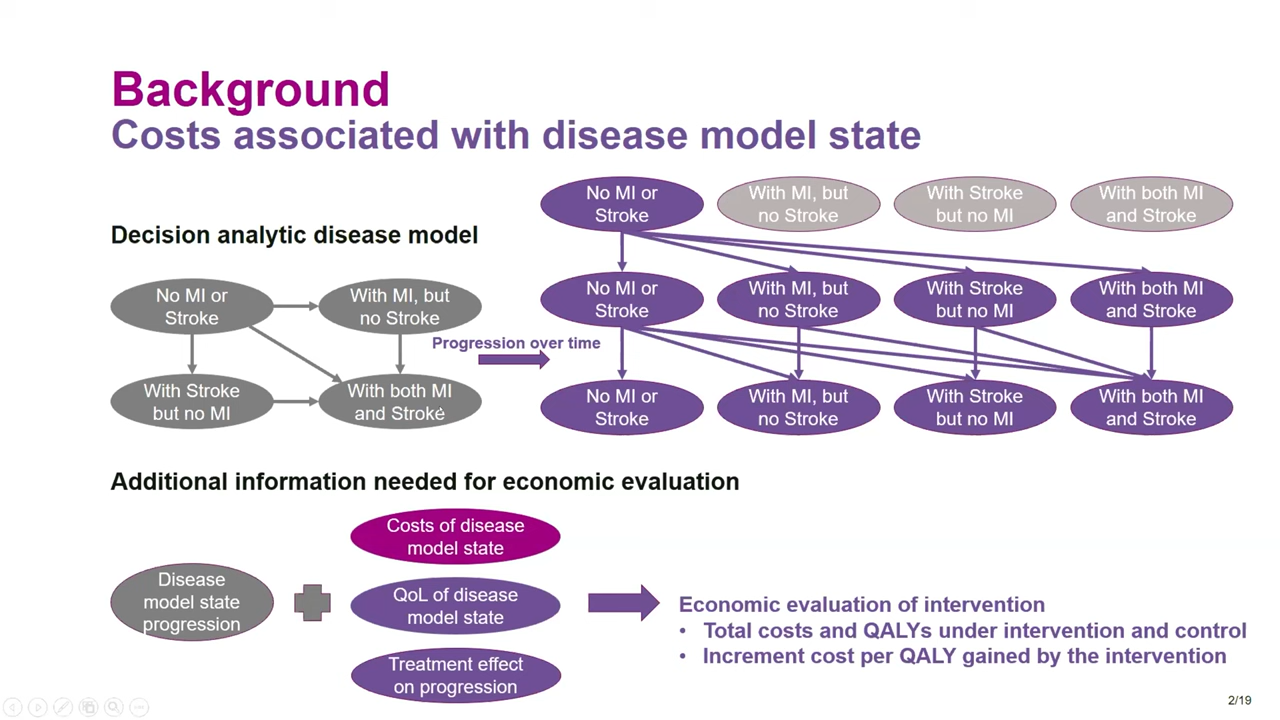 Background
Costs associated with disease model state
Decision analytic disease model
No MI or
Stroke
With MI, but
no Stroke
With Stroke
but no MI
With both MI
and Stroke
Progression over time
No MI or
Stroke
With MI, but
no Stroke
With Stroke
but no MI
With both MI
and Stroke
No MI or
Stroke
With MI, but
no Stroke
With Stroke
but no MI
With both MI
and Stroke
No MI or
Stroke
With MI, but
no Stroke
With Stroke
but no MI
With both MI
and Stroke
Additional information needed for economic evaluation
Disease
model state
progression
Costs of disease
model state
QoL of disease
model state
Treatment effect
on progression
Economic evaluation of intervention
• Total costs and QALYs under intervention and control
• Increment cost per QALY gained by the intervention
2/19